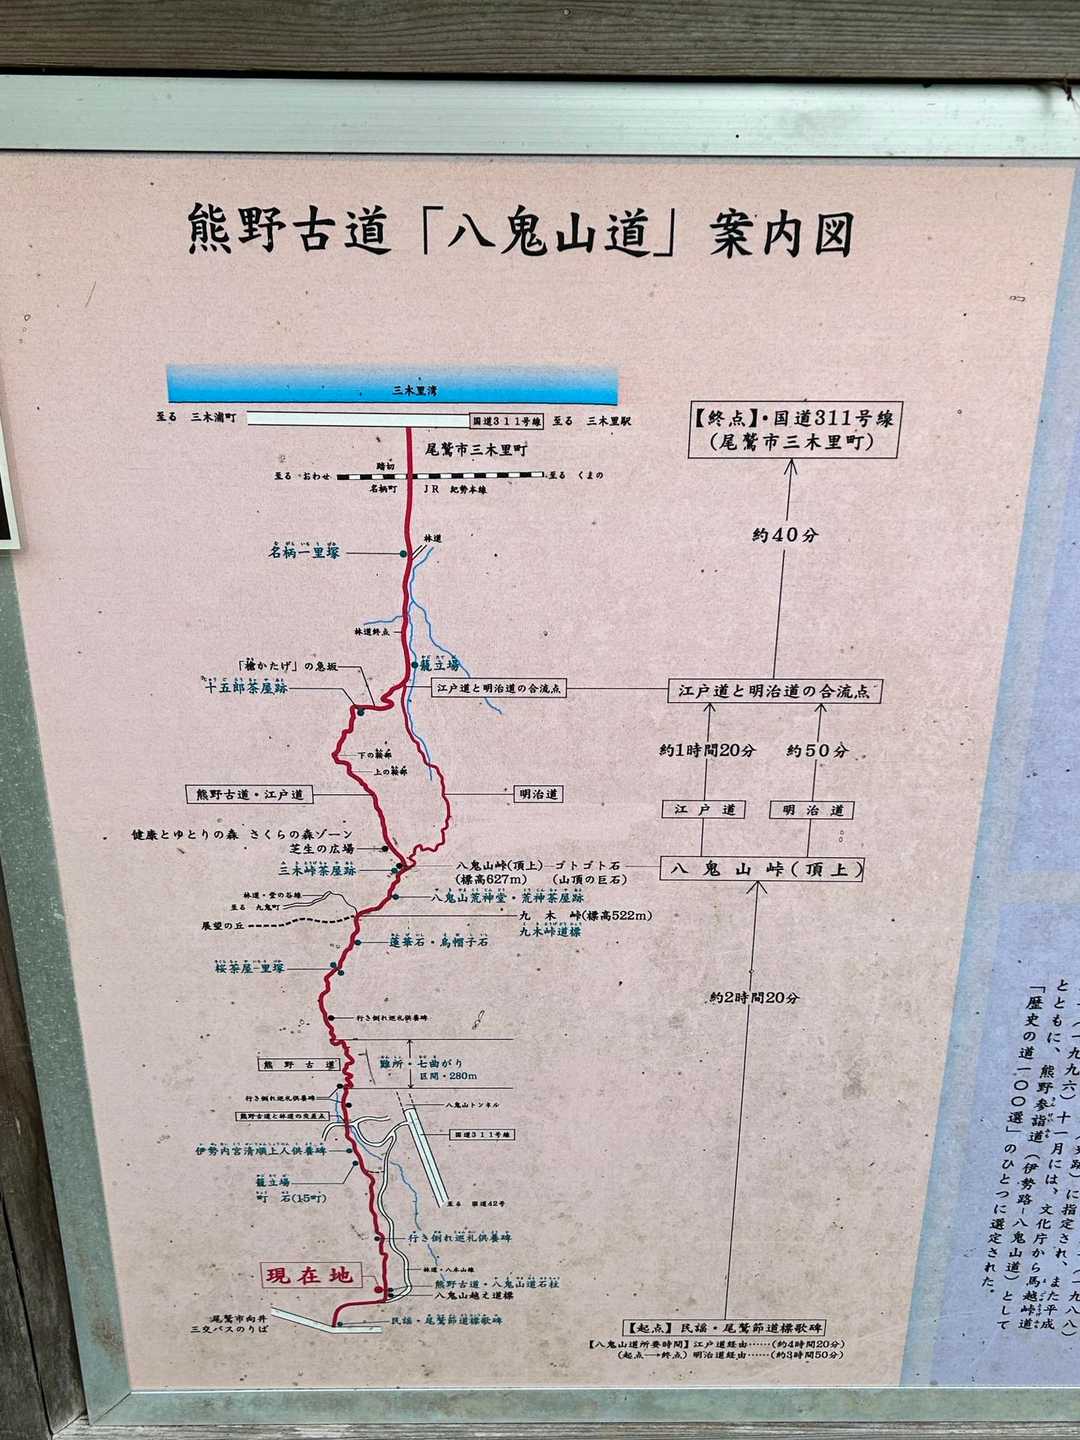 熊野古道「八鬼山道」案内図
三木里湾
至る 三木浦町
国道311号線
至る 三木里駅
尾鷲市三木里町
踏切
至る おわせ
至る くまの
名柄町
JR 紀勢本線
林道
名柄一里塚
林道終点
「槍かたげ」の急坂
籠立場
十五郎茶屋跡
江戸道と明治道の合流点
下の鞍部
上の鞍部
熊野古道・江戸道
明治道
健康とゆとりの森 さくらの森ゾーン
芝生の広場
三木峠茶屋跡
八鬼山峠(頂上)
(標高627m)
ゴトゴト石
(山頂の巨石)
八鬼山荒神堂・荒神茶屋跡
林道・堂の谷線
至る 九鬼町
展望の丘
九木峠(標高522m)
九木峠道標
蓮華石・烏帽子石
桜茶屋一里塚
行き倒れ巡礼供養碑
熊野古道
難所・七曲がり
区間・280m
行き倒れ巡礼供養碑
八鬼山トンネル
熊野古道と林道の交差点
国道311号線
伊勢内宮清順上人供養碑
籠立場
町石(15町)
至る 国道42号
行き倒れ巡礼供養碑
林道・八本山線
現在地
熊野古道・八鬼山道石柱
八鬼山越え道標
尾鷲市向井
三交バスのりば
民謡・尾鷲節道標歌碑
【終点】・国道311号線
(尾鷲市三木里町)
約40分
江戸道と明治道の合流点
約1時間20分
約50分
江戸道
明治道
八鬼山峠(頂上)
約2時間20分
【起点】民謡・尾鷲節道標歌碑
【八鬼山道所要時間】江戸道経由……(約4時間20分)
(起点→終点) 明治道経由……(約3時間50分)
とともに、熊野参詣道(伊勢路-八鬼山道)として
「歴史の道一〇〇選」のひとつに選定された。